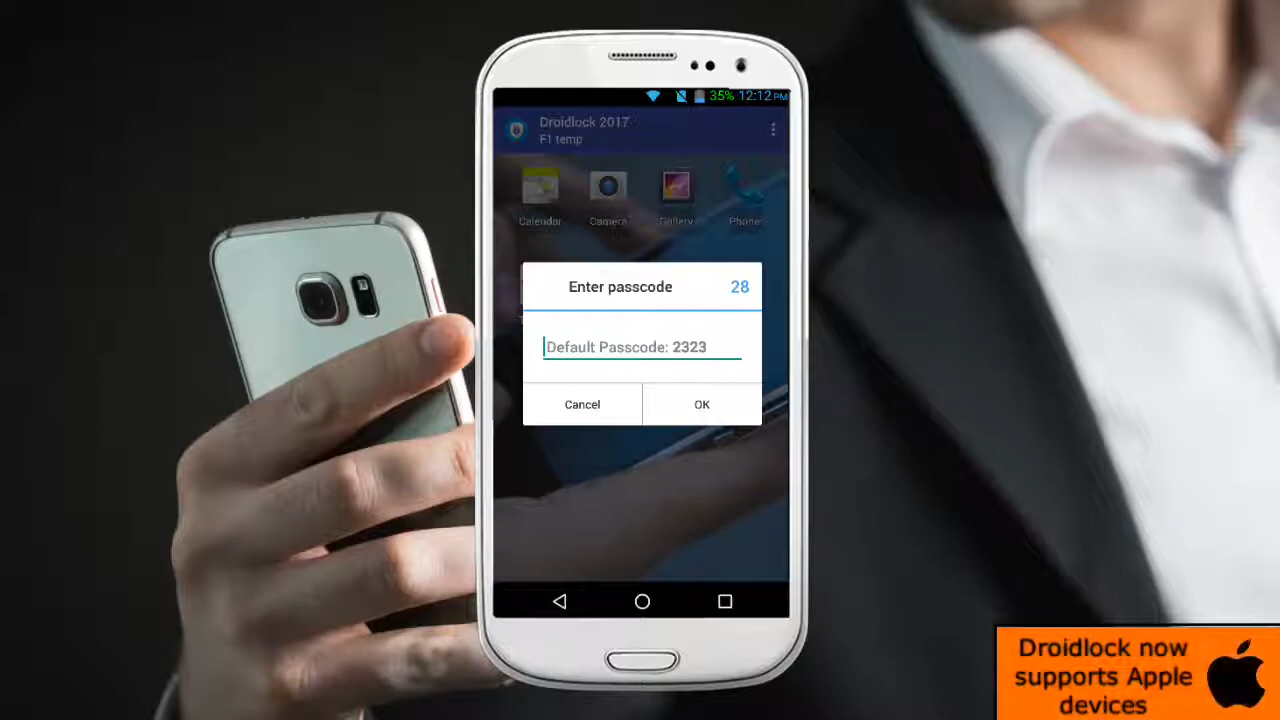 35% 12:12 PM
Droidlock 2017
F1 temp
Calendar Camera Gallery Phone
Enter passcode 28
Default Passcode: 2323
Cancel OK
Droidlock now
supports Apple
devices